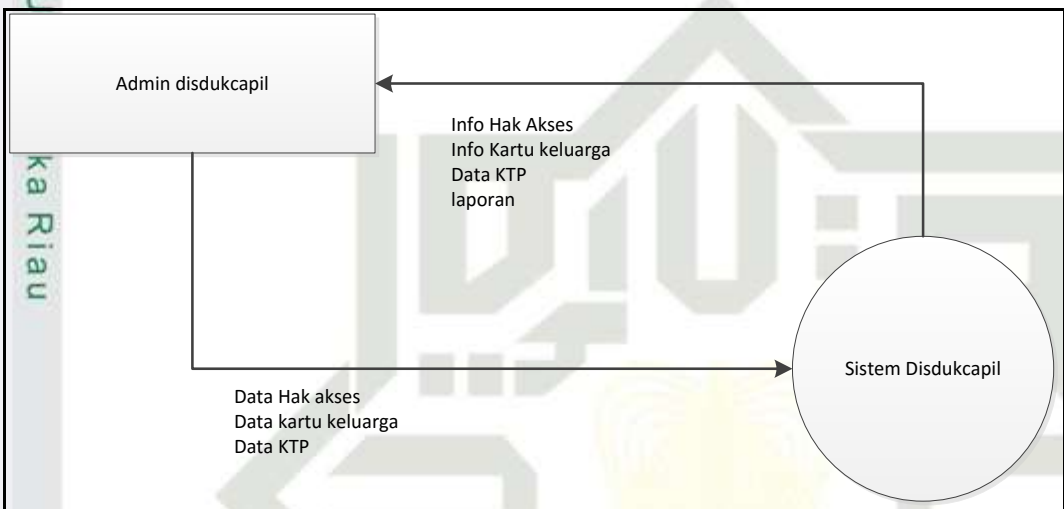 Admin disdukcapil
Info Hak Akses
Info Kartu keluarga
Data KTP
laporan
Sistem Disdukcapil
Data Hak akses
Data kartu keluarga
Data KTP
ka Riau